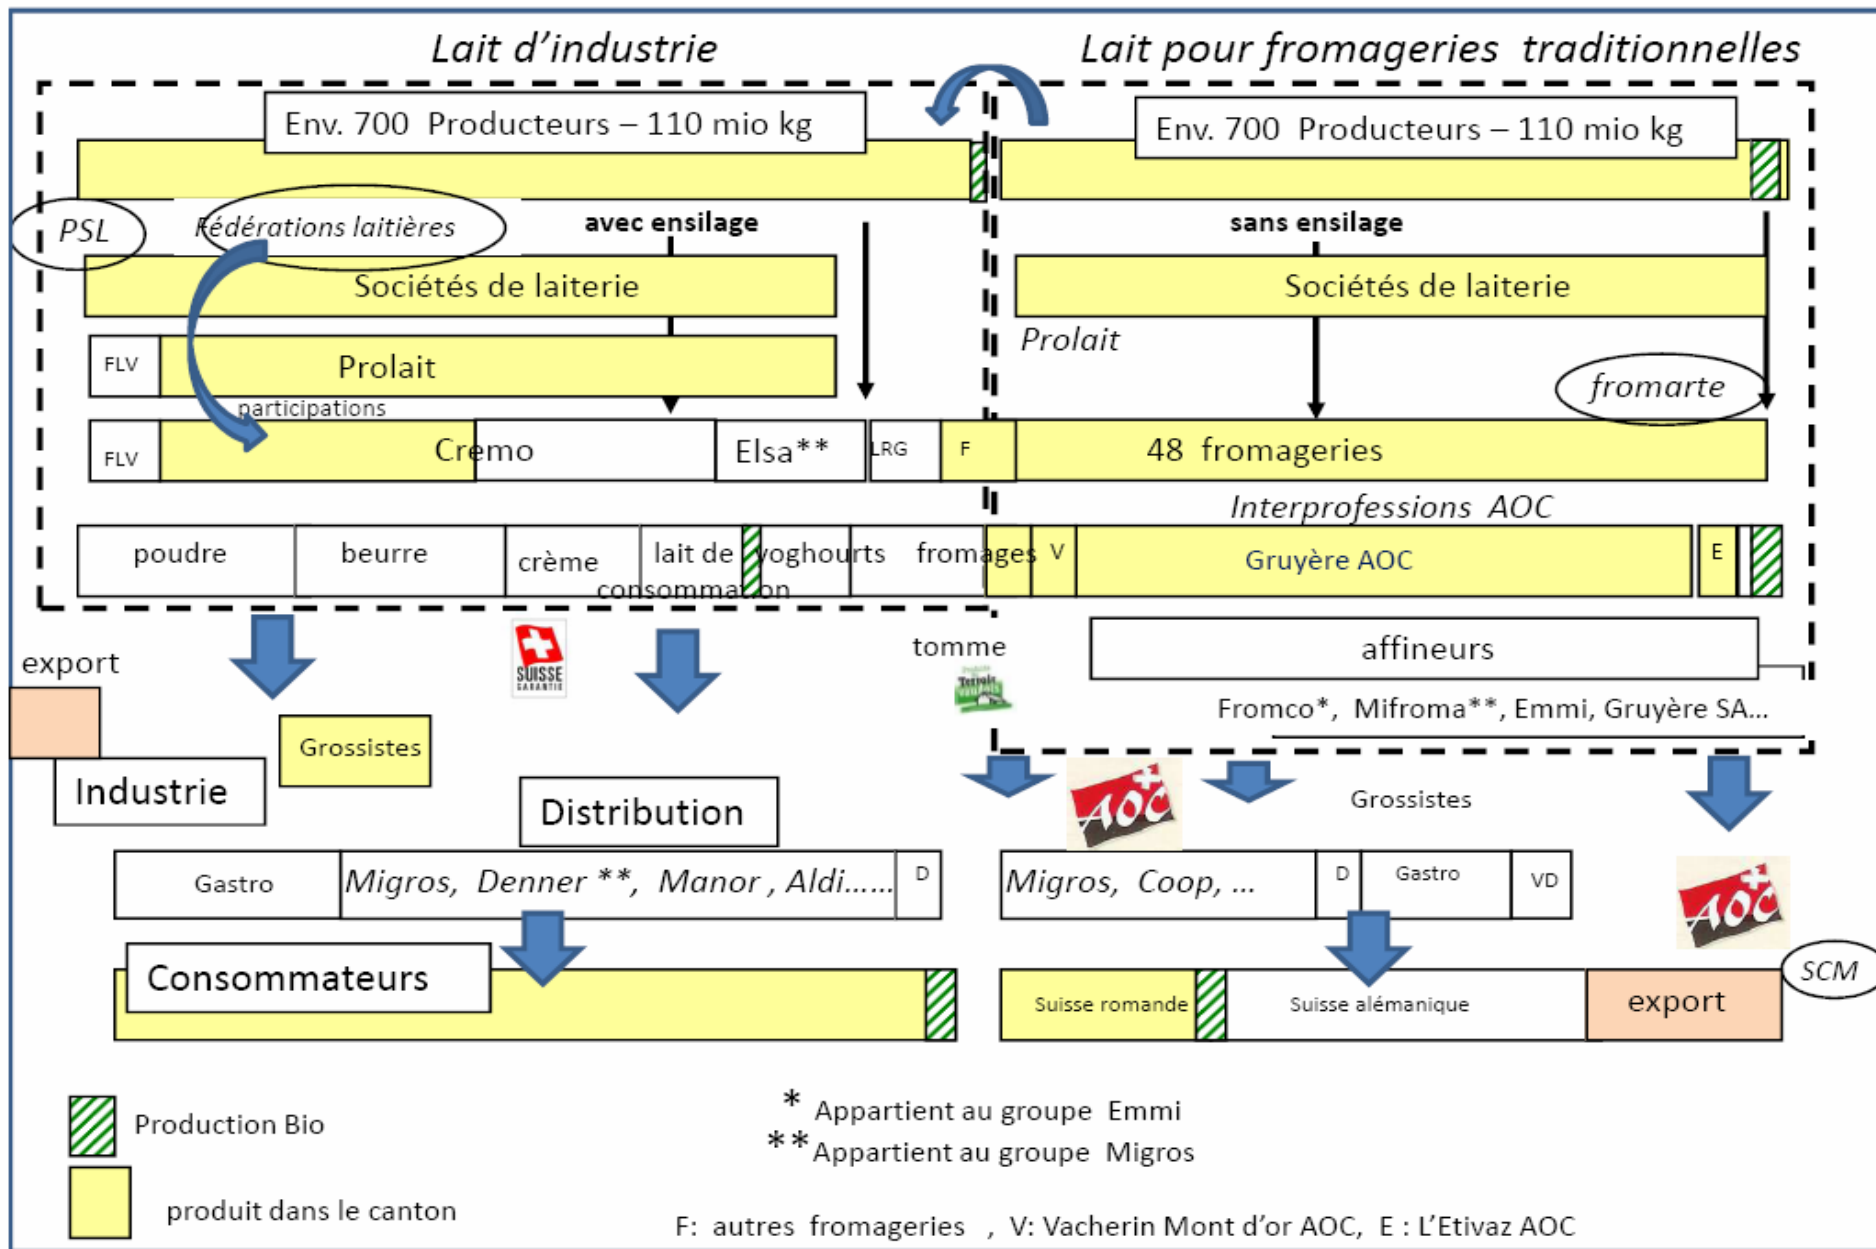 Lait d’industrie
Lait pour fromageries traditionnelles
Env. 700 Producteurs – 110 mio kg
Env. 700 Producteurs – 110 mio kg
PSL
Fédérations laitières
avec ensilage
sans ensilage
Sociétés de laiterie
Sociétés de laiterie
Prolait
FLV
Prolait
fromarte
participations
FLV
Cremo
Elsa**
LRG
F
48 fromageries
Interprofessions AOC
poudre
beurre
crème
lait de
consommation
yoghourts
fromages
V
Gruyère AOC
E
export
SUISSE
GARANTIE
tomme
Terroir
affineurs
Fromco*, Mifroma**, Emmi, Gruyère SA...
Grossistes
Industrie
Distribution
AOC
Grossistes
Gastro
Migros, Denner **, Manor , Aldi......
D
Migros, Coop, ...
D
Gastro
VD
AOC
Consommateurs
Suisse romande
Suisse alémanique
export
SCM
Production Bio
* Appartient au groupe Emmi
**Appartient au groupe Migros
produit dans le canton
F: autres fromageries , V: Vacherin Mont d’or AOC, E : L’Etivaz AOC